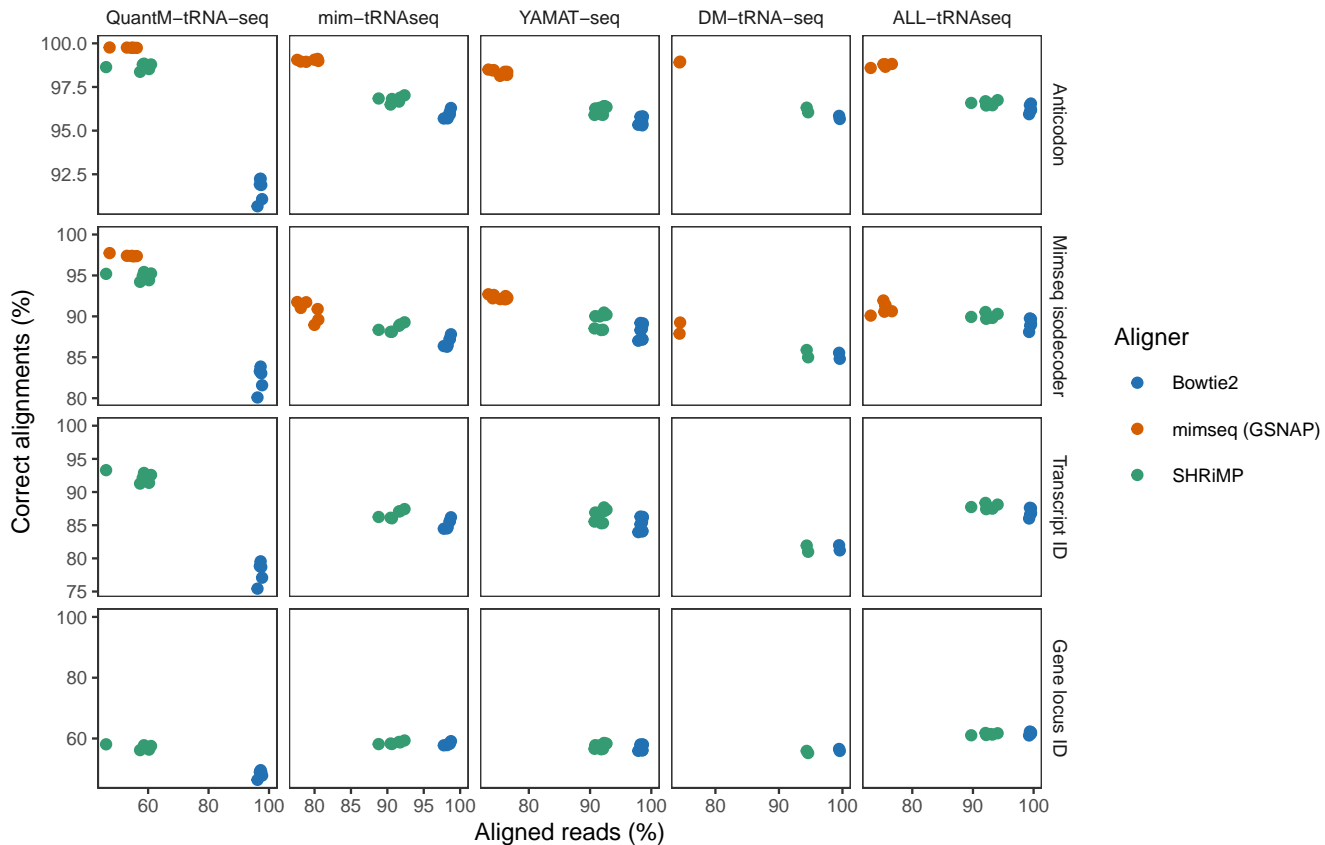 QuantM−tRNA−seq mim−tRNAseq YAMAT−seq DM−tRNA−seq ALL−tRNAseq
100.0
97.5
95.0
92.5
Anticodon
100
95
90
85
80
Mimseq isodecoder
100
95
90
85
80
75
Transcript ID
100
80
60
Gene locus ID
Correct alignments (%)
60 80 100 80 85 90 95 100 80 90 100 80 90 100 80 90 100
Aligned reads (%)
Aligner
Bowtie2
mimseq (GSNAP)
SHRiMP